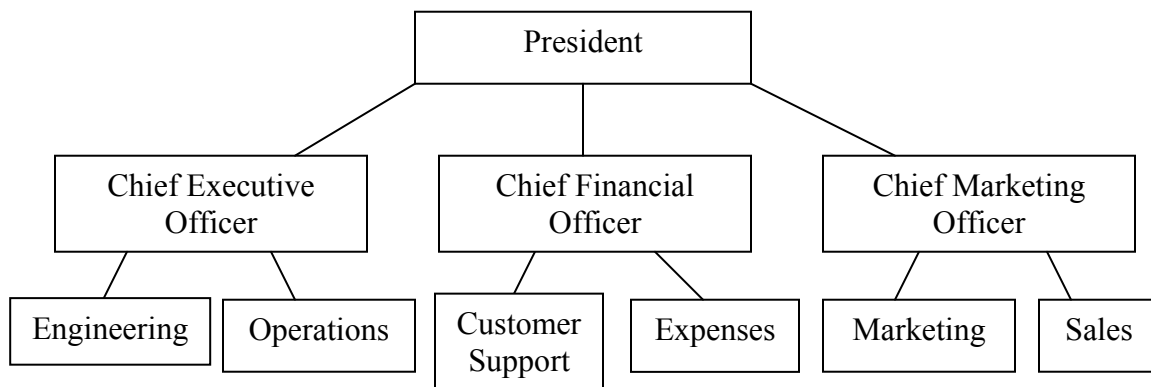 President
Chief Executive
Officer
Chief Financial
Officer
Chief Marketing
Officer
Engineering
Operations
Customer
Support
Expenses
Marketing
Sales